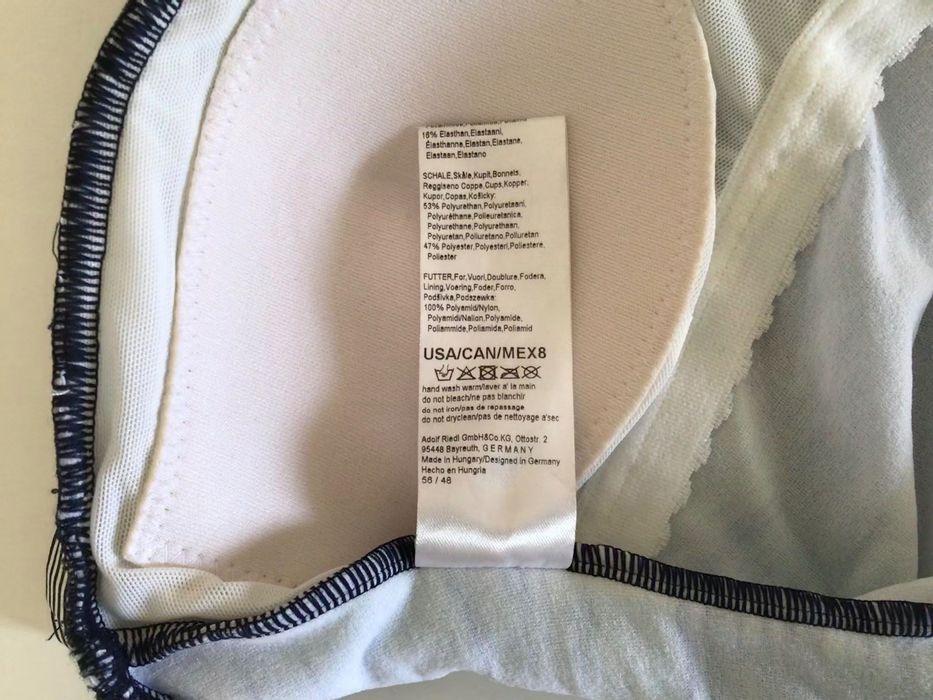 16% Elasthan,Elastaani,
Élasthanne,Elastan,Elastane,
Elastaan,Elastano
SCHALE,Skåle,Kupit,Bonnets,
Reggiseno Coppe,Cups,Kopper,
Kupor,Copas,Košicky:
53% Polyurethan,Polyuretaani,
Polyuréthane,Polieuretanica,
Polyurethane,Polyurethaan,
Polyuretan,Poliuretano,Poliuretan
47% Polyester,Polyesteri,Poliestere,
Poliester
FUTTER,For,Vuori,Doublure,Fodera,
Lining,Voering,Foder,Forro,
Podšívka,Podszewka:
100% Polyamid/Nylon,
Polyamidi/Nailon,Polyamide,
Poliammide,Poliamida,Poliamid
USA/CAN/MEX8
hand wash warm/laver a' la main
do not bleach/ne pas blanchir
do not iron/pas de repassage
do not dryclean/pas de nettoyage a'sec
Adolf Riedl GmbH&Co.KG, Ottostr. 2
95448 Bayreuth, GERMANY
Made in Hungary/Designed in Germany
Hecho en Hungria
56 / 46